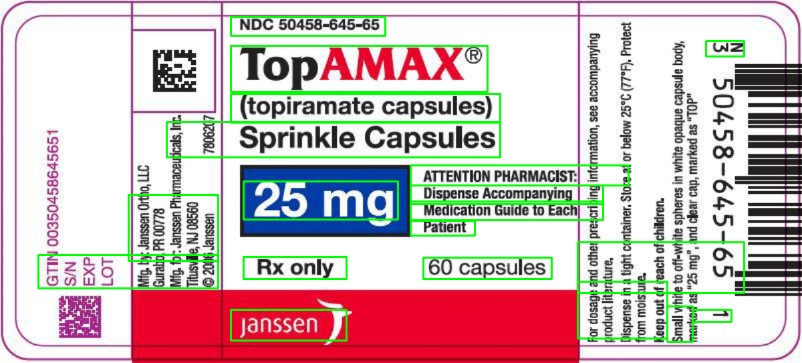 GTIN 00350458645651
S/N
EXP
LOT
Mfg. by: Janssen Ortho, LLC
Gurabo, PR 00778
Mfg. for: Janssen Pharmaceuticals, Inc.
Titusville, NJ 08560
© 2006 Janssen
7806207
NDC 50458-645-65
TopAMAX®
(topiramate capsules)
Sprinkle Capsules
25 mg
ATTENTION PHARMACIST:
Dispense Accompanying
Medication Guide to Each
Patient
Rx only
60 capsules
janssen
For dosage and other prescribing information, see accompanying
product literature.
Dispense in a tight container. Store at or below 25°C (77°F). Protect
from moisture.
Keep out of reach of children.
Small white to off-white spheres in white opaque capsule body,
marked as "25 mg", and clear cap, marked as "TOP"
N
3 50458-645-65 1